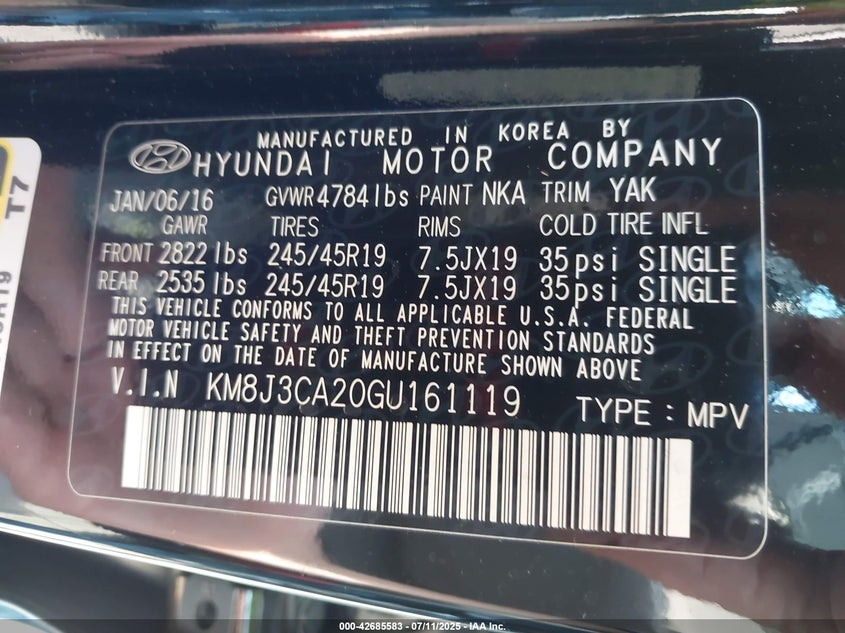 MANUFACTURED IN KOREA BY
HYUNDAI MOTOR COMPANY
JAN/06/16 GVWR 4784 lbs PAINT NKA TRIM YAK
GAWR TIRES RIMS COLD TIRE INFL
FRONT 2822 lbs 245/45R19 7.5JX19 35psi SINGLE
REAR 2535 lbs 245/45R19 7.5JX19 35psi SINGLE
THIS VEHICLE CONFORMS TO ALL APPLICABLE U.S.A. FEDERAL
MOTOR VEHICLE SAFETY AND THEFT PREVENTION STANDARDS
IN EFFECT ON THE DATE OF MANUFACTURE SHOWN ABOVE
V.I.N KM8J3CA20GU161119 TYPE : MPV
T7
000-42685583 - 07/11/2025 - IAA Inc.